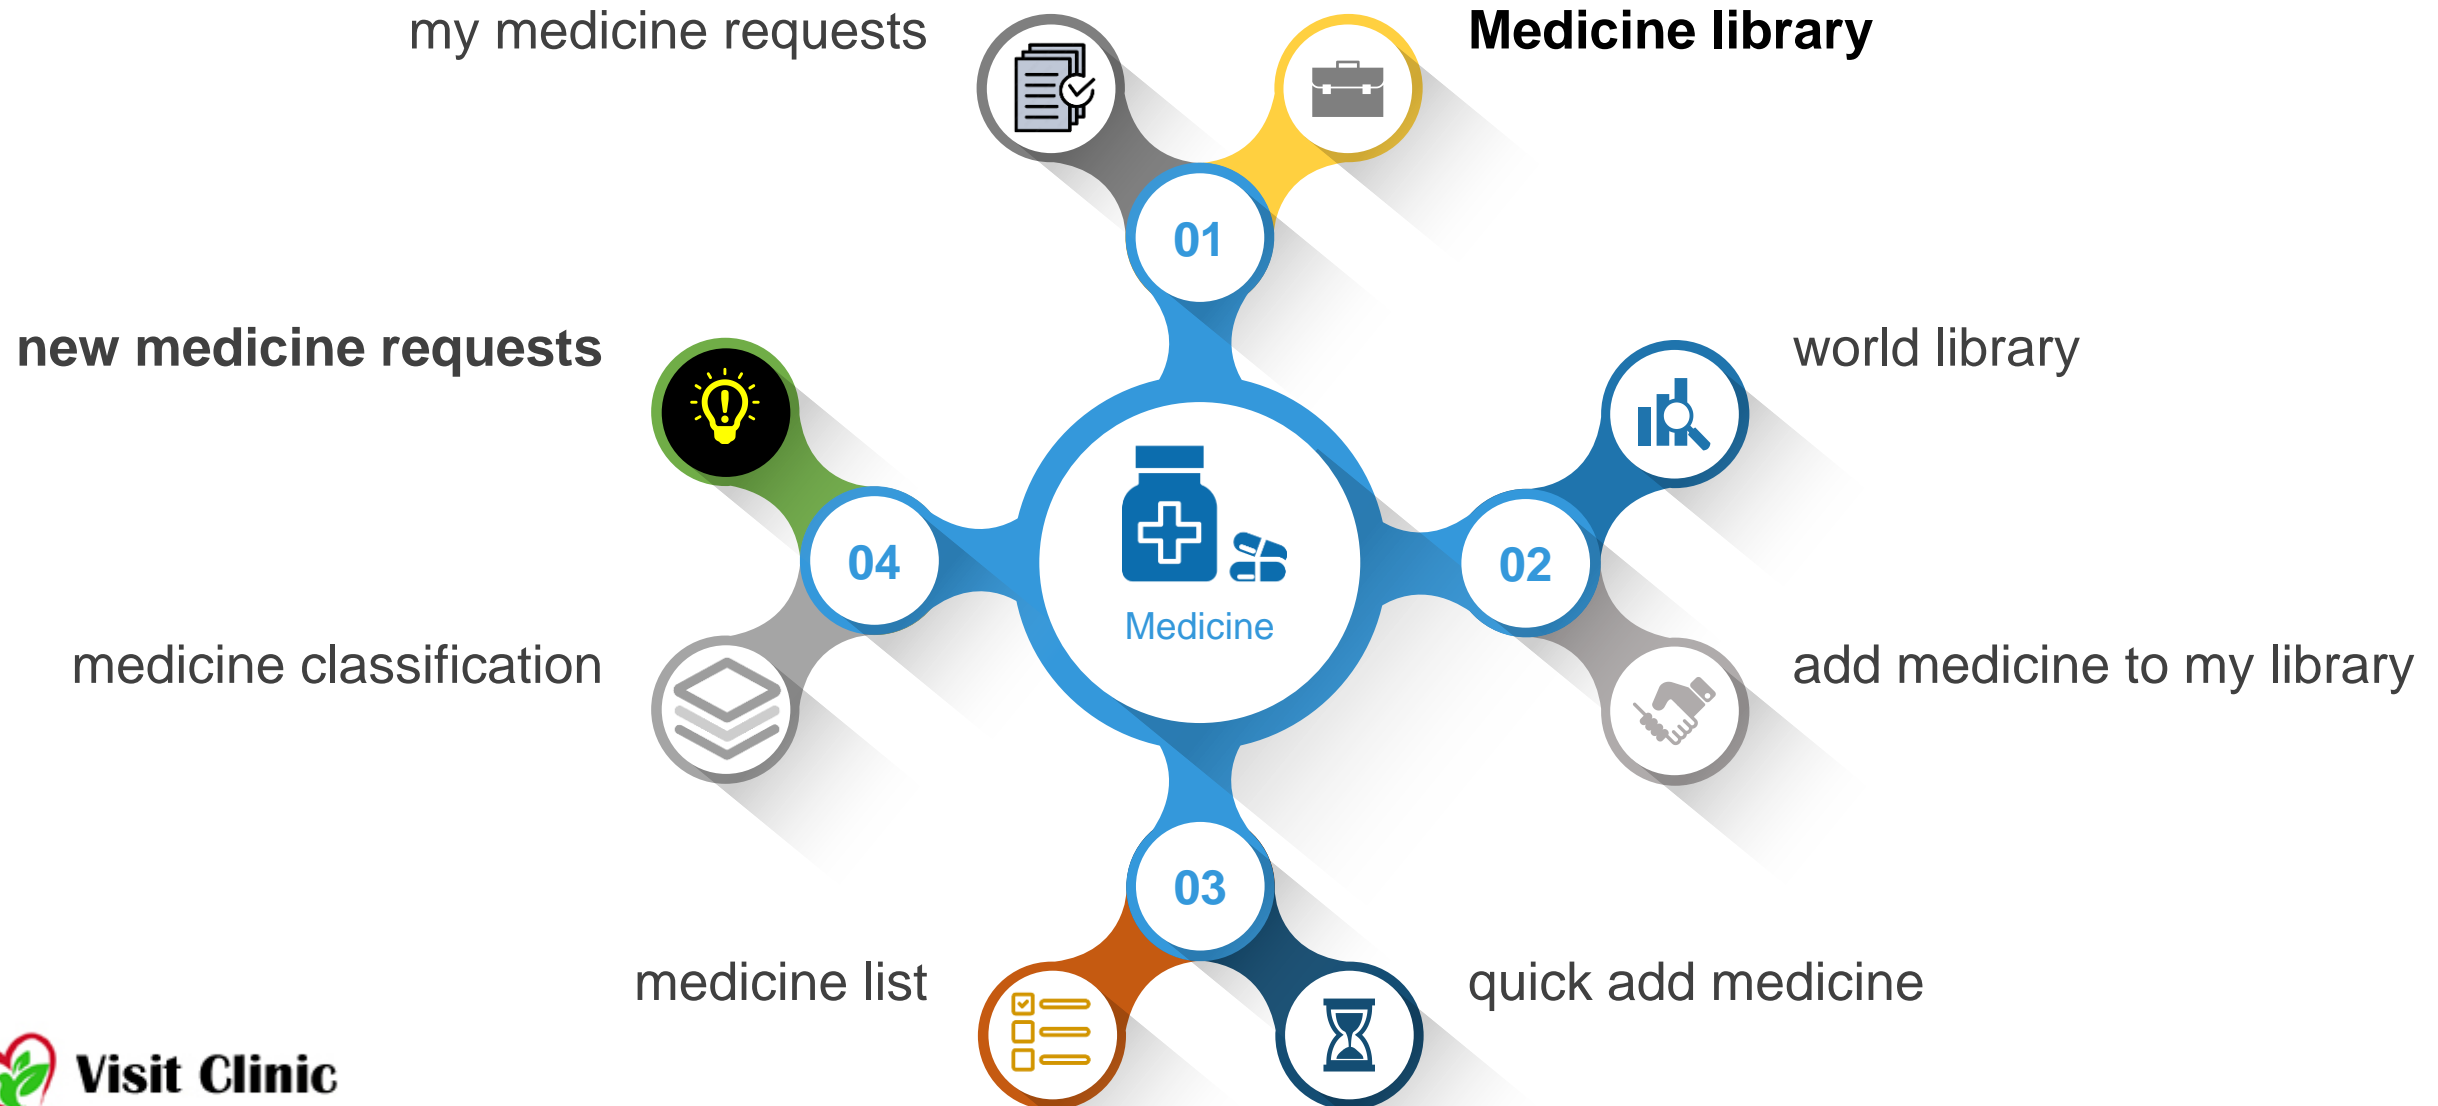 my medicine requests
Medicine library
01
new medicine requests
world library
04
02
Medicine
medicine classification
add medicine to my library
03
medicine list
quick add medicine
Visit Clinic